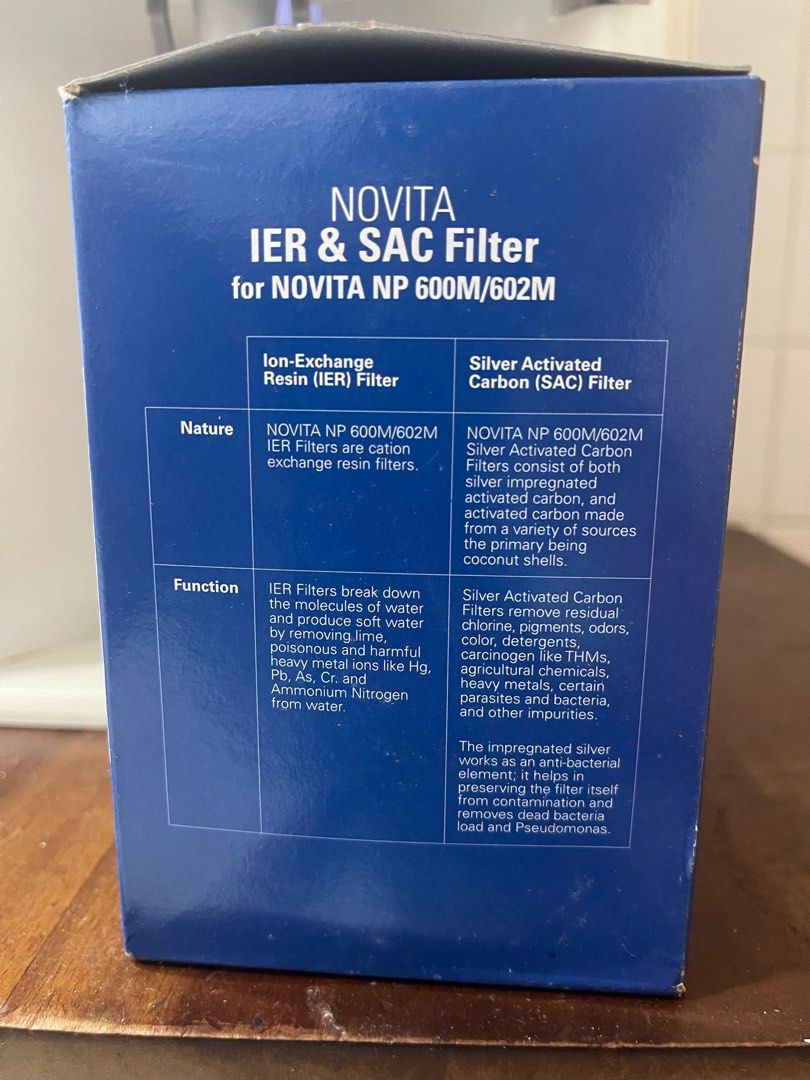 NOVITA
IER & SAC Filter
for NOVITA NP 600M/602M
Ion-Exchange
Resin (IER) Filter
Silver Activated
Carbon (SAC) Filter
Nature
NOVITA NP 600M/602M
IER Filters are cation
exchange resin filters.
NOVITA NP 600M/602M
Silver Activated Carbon
Filters consist of both
silver impregnated
activated carbon, and
activated carbon made
from a variety of sources
the primary being
coconut shells.
Function
IER Filters break down
the molecules of water
and produce soft water
by removing lime,
poisonous and harmful
heavy metal ions like Hg,
Pb, As, Cr. and
Ammonium Nitrogen
from water.
Silver Activated Carbon
Filters remove residual
chlorine, pigments, odors,
color, detergents,
carcinogen like THMs,
agricultural chemicals,
heavy metals, certain
parasites and bacteria,
and other impurities.
The impregnated silver
works as an anti-bacterial
element; it helps in
preserving the filter itself
from contamination and
removes dead bacteria
load and Pseudomonas.